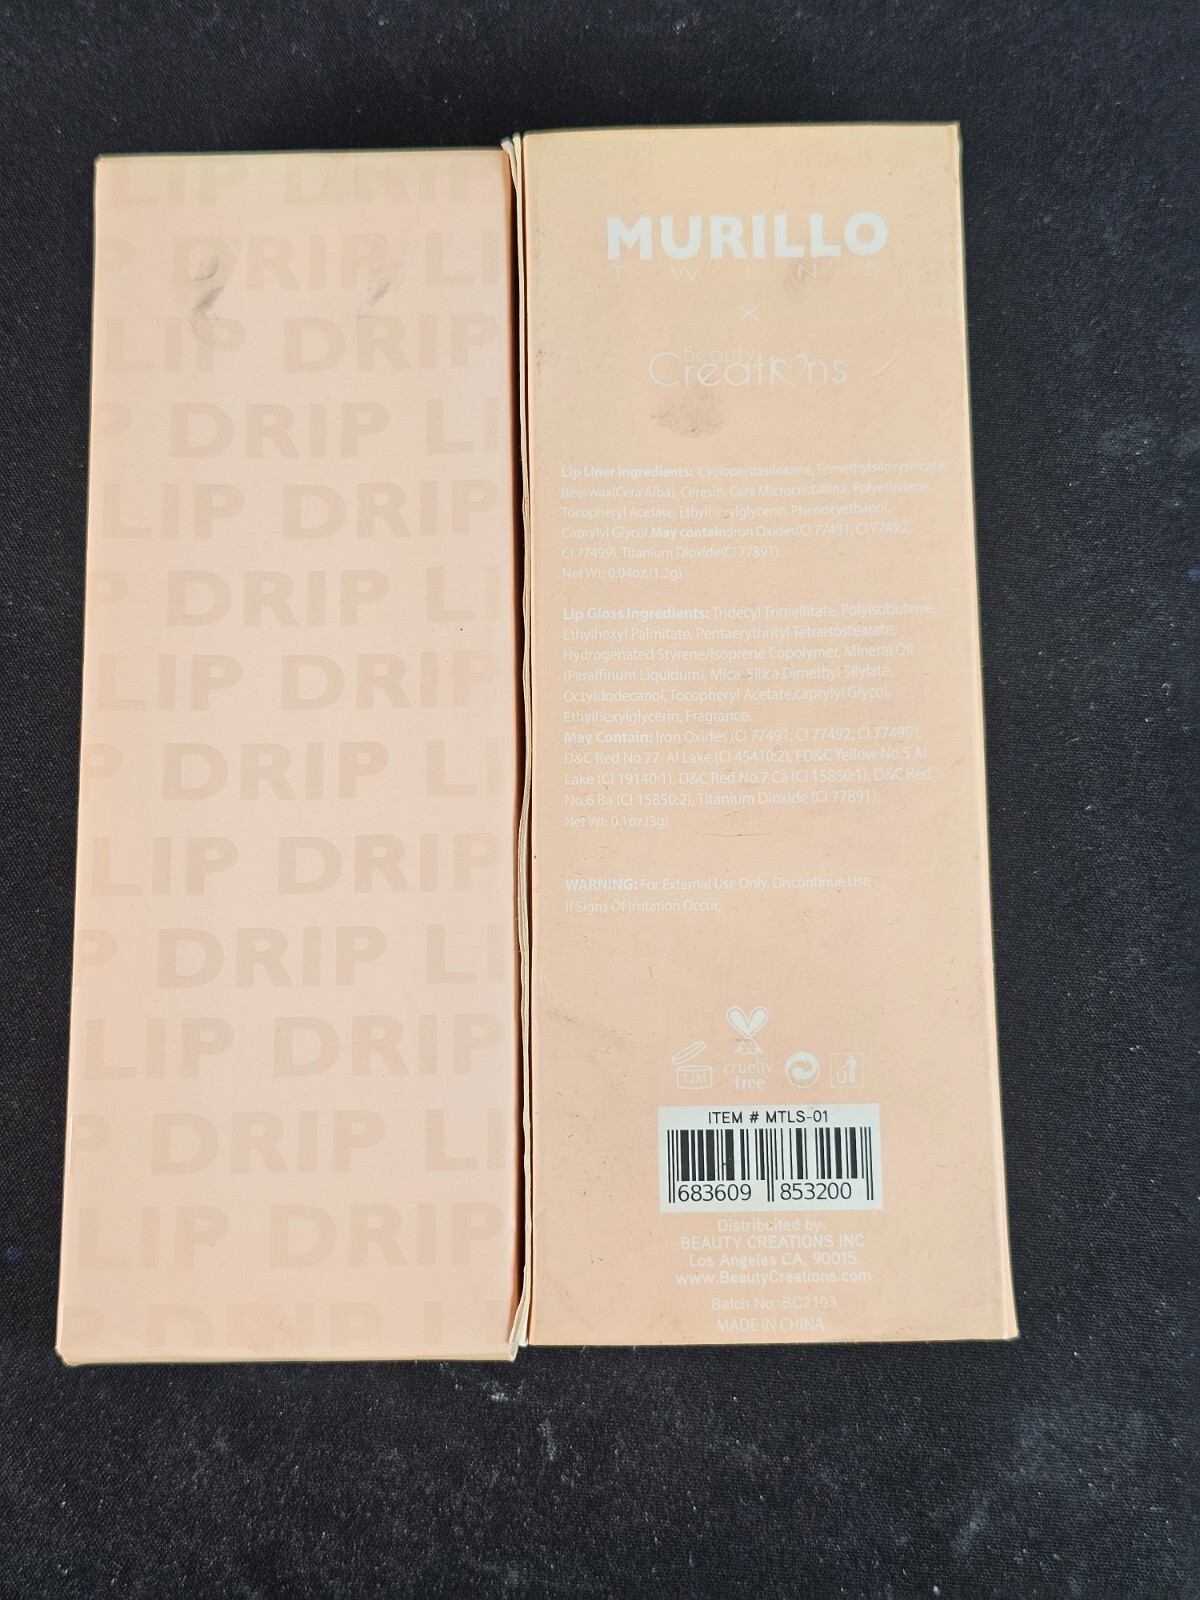 LIP DRIP
P DRIP LI
LIP DRIP
P DRIP LI
LIP DRIP
P DRIP LI
LIP DRIP
P DRIP LI
LIP DRIP
P DRIP LI
LIP DRIP
P DRIP LI
LIP DRIP
P DRIP LI
MURILLO
TWINS
×
Beauty
Creations
Lip Liner Ingredients: Cyclopentasiloxane, Trimethylsiloxysilicate,
Beeswax(Cera Alba), Ceresin, Cera Microcristallina, Polyethylene,
Tocopheryl Acetate, Ethylhexylglycerin, Phenoxyethanol,
Caprylyl Glycol.May contain:Iron Oxides(CI 77491, CI 77492,
CI 77499), Titanium Dioxide(CI 77891).
Net Wt: 0.04oz.(1.2g)
Lip Gloss Ingredients: Tridecyl Trimellitate, Polyisobutene,
Ethylhexyl Palmitate, Pentaerythrityl Tetraisostearate,
Hydrogenated Styrene/Isoprene Copolymer, Mineral Oil
(Paraffinum Liquidum), Mica, Silica Dimethyl Silylate,
Octyldodecanol, Tocopheryl Acetate,caprylyl Glycol,
Ethylhexylglycerin, Fragrance.
May Contain: Iron Oxides (CI 77491, CI 77492, CI 77499),
D&C Red No.27 Al Lake (CI 45410:2), FD&C Yellow No.5 Al
Lake (CI 19140:1), D&C Red No.7 Ca (CI 15850:1), D&C Red
No.6 Ba (CI 15850:2), Titanium Dioxide (CI 77891).
Net Wt: 0.1oz.(3g)
WARNING: For External Use Only. Discontinue Use
If Signs Of Irritation Occur.
12M
cruelty
free
ITEM # MTLS-01
683609 853200
Distributed by:
BEAUTY CREATIONS INC
Los Angeles CA, 90015
www.BeautyCreations.com
Batch No.:BC2103
MADE IN CHINA